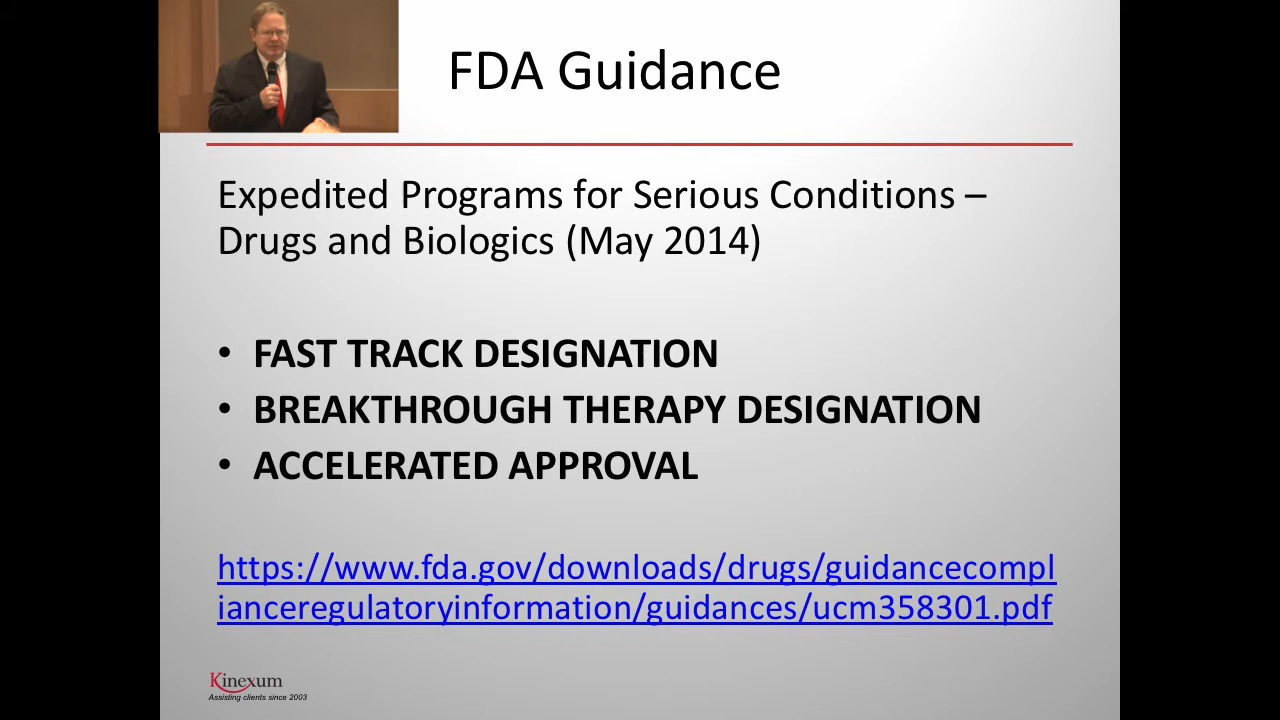 FDA Guidance
Expedited Programs for Serious Conditions –
Drugs and Biologics (May 2014)
• FAST TRACK DESIGNATION
• BREAKTHROUGH THERAPY DESIGNATION
• ACCELERATED APPROVAL
https://www.fda.gov/downloads/drugs/guidancecompl
ianceregulatoryinformation/guidances/ucm358301.pdf
Kinexum
Assisting clients since 2003